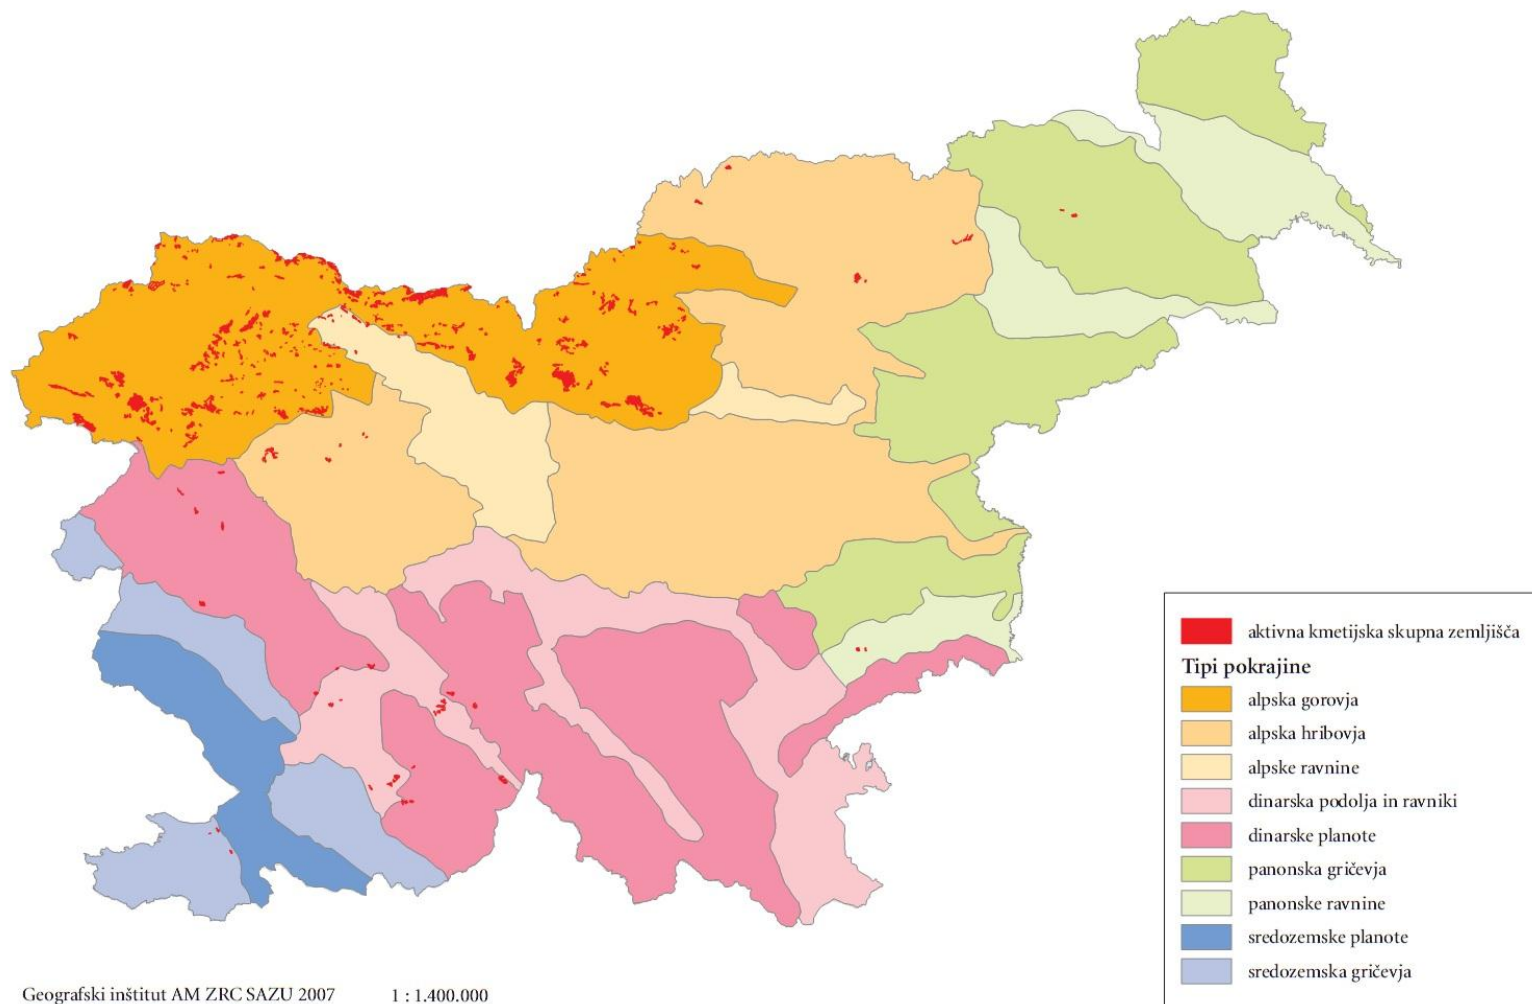 aktivna kmetijska skupna zemljišča
Tipi pokrajine
alpska gorovja
alpska hribovja
alpske ravnine
dinarska podolja in ravniki
dinarske planote
panonska gričevja
panonske ravnine
sredozemske planote
sredozemska gričevja
Geografski inštitut AM ZRC SAZU 2007 1 : 1.400.000